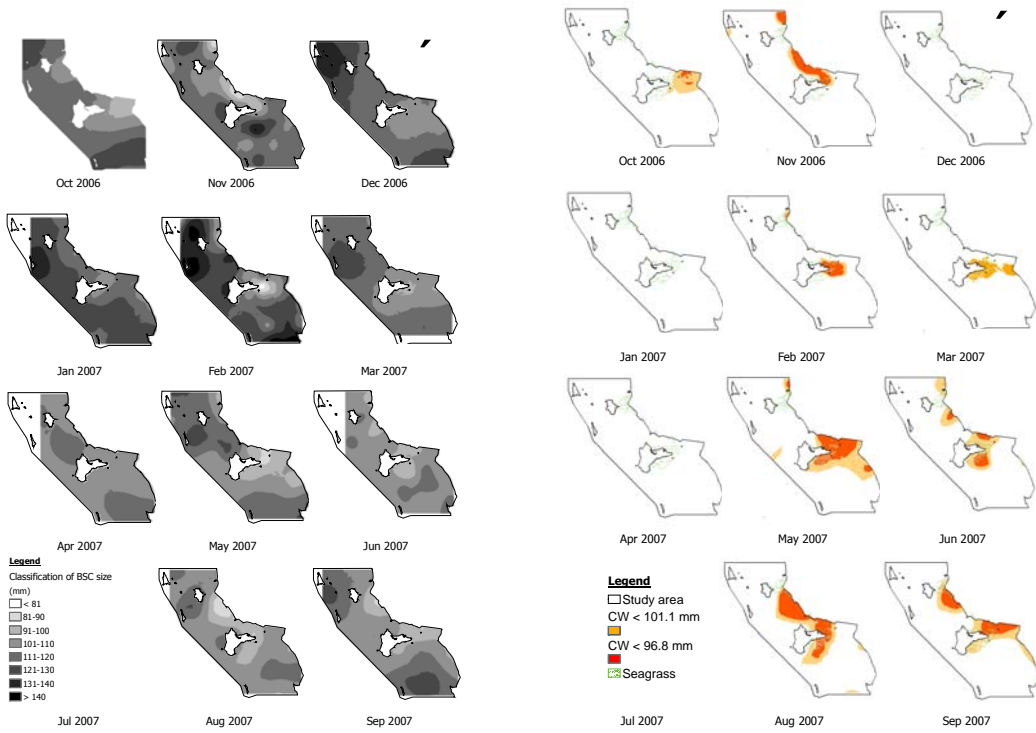 Oct 2006
Nov 2006
Dec 2006
Jan 2007
Feb 2007
Mar 2007
Apr 2007
May 2007
Jun 2007
Legend
Classification of BSC size
(mm)
< 81
81-90
91-100
101-110
111-120
121-130
131-140
> 140
Jul 2007
Aug 2007
Sep 2007
Oct 2006
Nov 2006
Dec 2006
Jan 2007
Feb 2007
Mar 2007
Apr 2007
May 2007
Jun 2007
Legend
Study area
CW < 101.1 mm
CW < 96.8 mm
Seagrass
Jul 2007
Aug 2007
Sep 2007